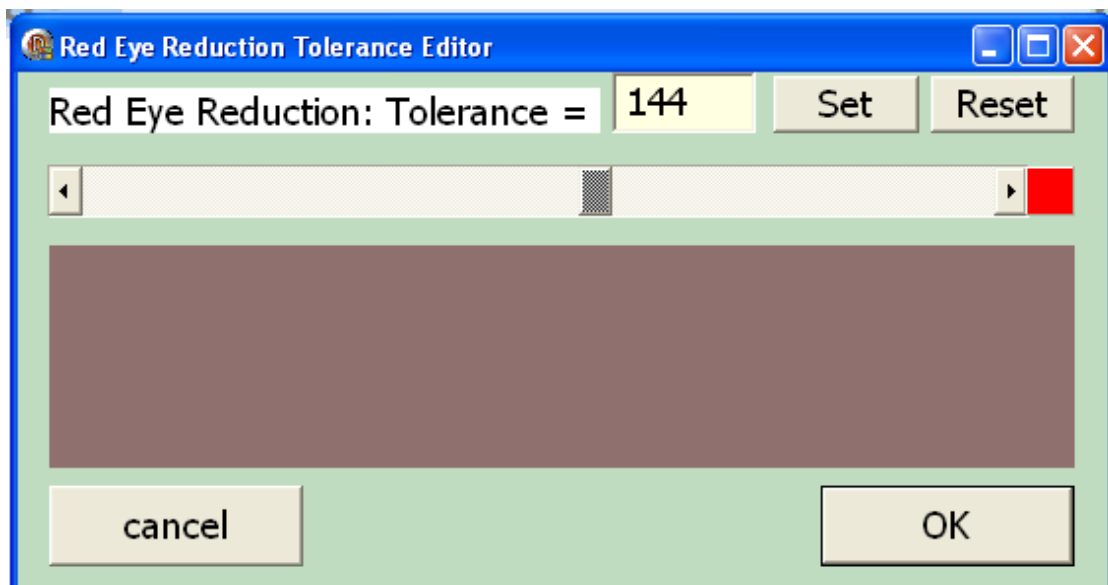 Red Eye Reduction Tolerance Editor
Red Eye Reduction: Tolerance = 144 Set Reset
cancel OK